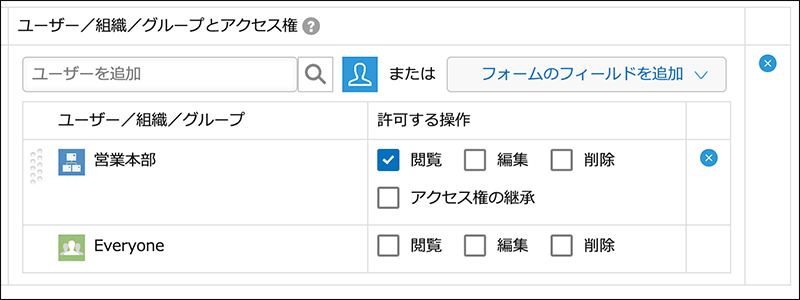 ユーザー／組織／グループとアクセス権 ?
ユーザーを追加 または フォームのフィールドを追加
ユーザー／組織／グループ 許可する操作
営業本部 閲覧 編集 削除
アクセス権の継承
Everyone 閲覧 編集 削除